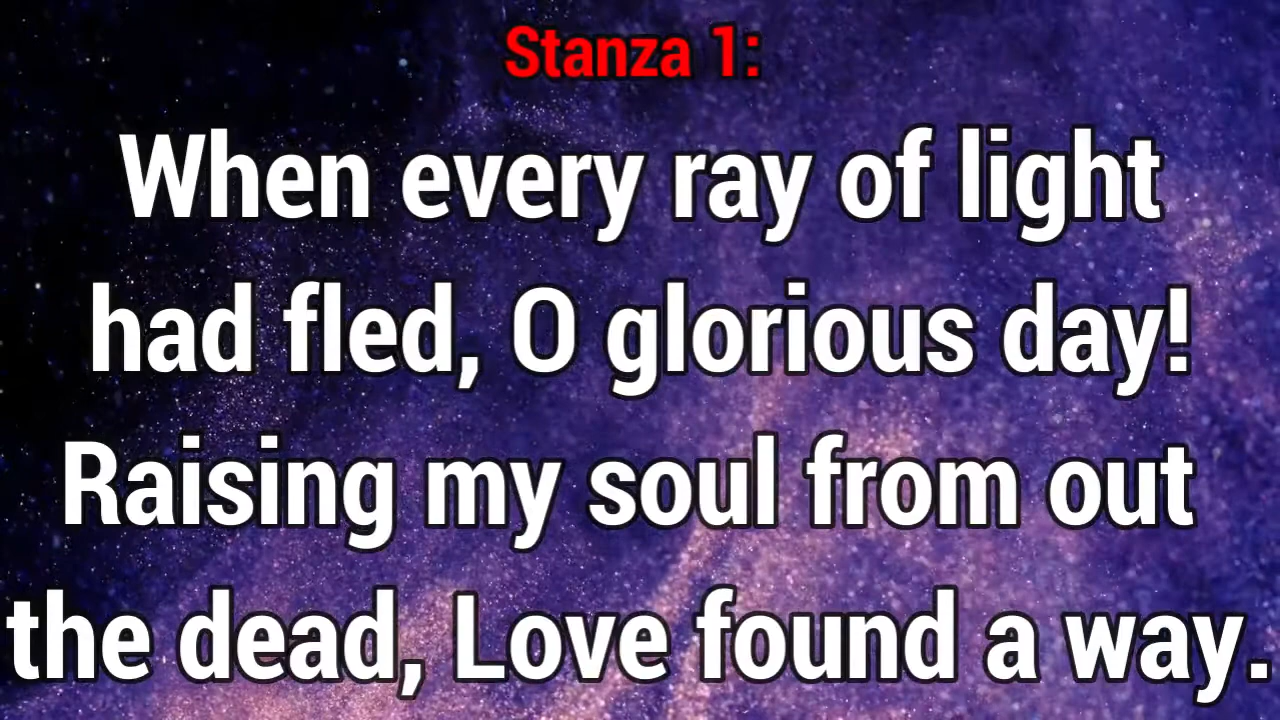 Stanza 1:
When every ray of light
had fled, O glorious day!
Raising my soul from out
the dead, Love found a way.